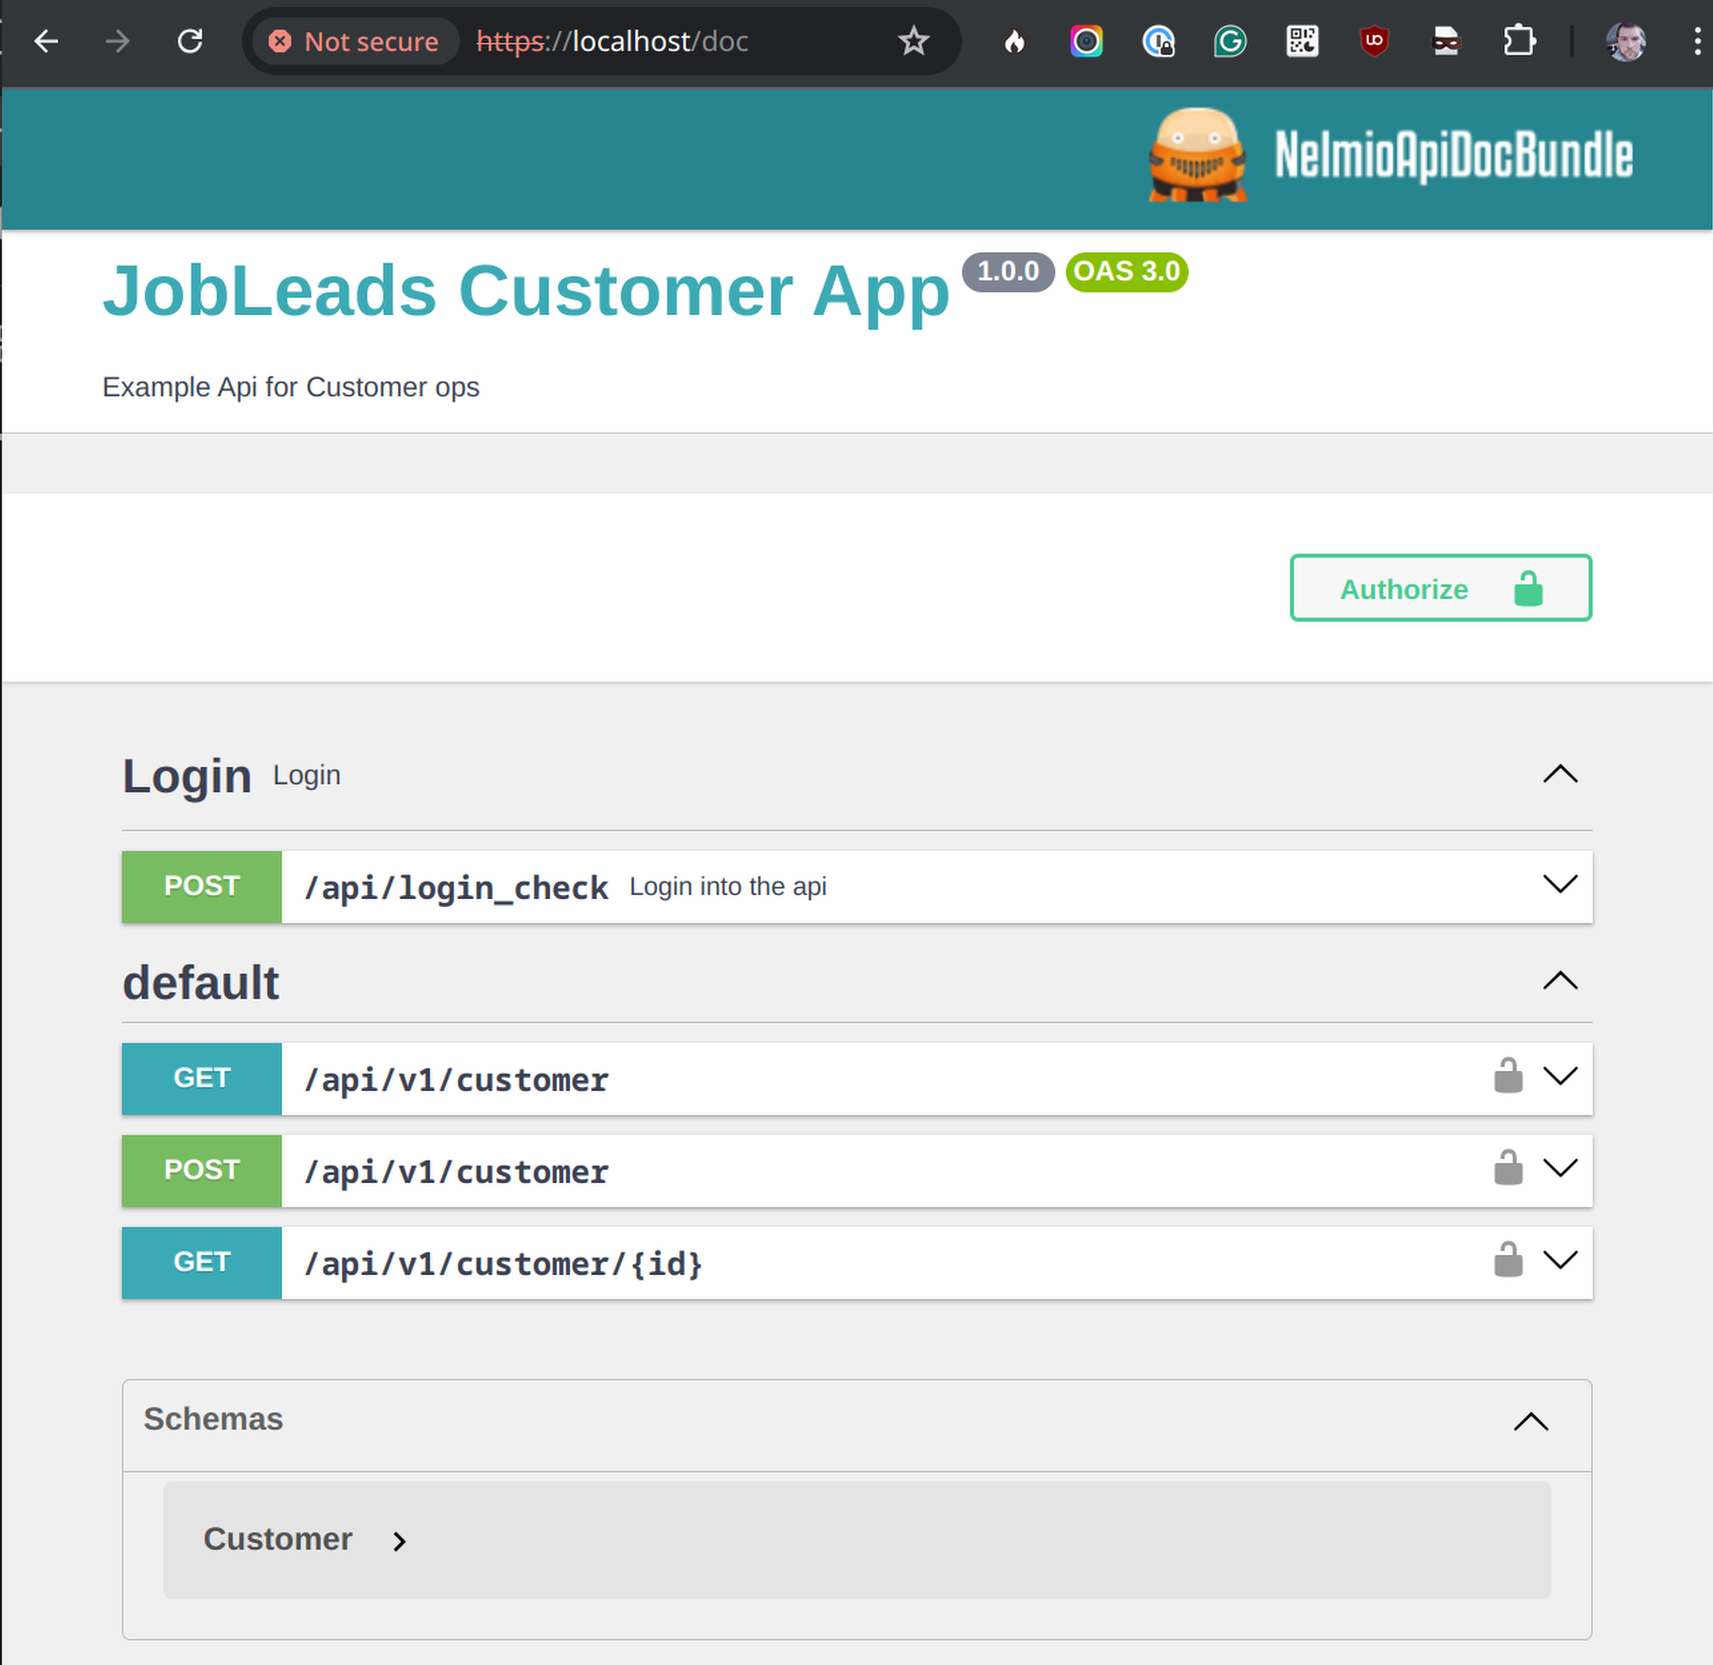 Not secure https://localhost/doc
NelmioApiDocBundle
JobLeads Customer App 1.0.0 OAS 3.0
Example Api for Customer ops
Authorize
Login Login
POST /api/login_check Login into the api
default
GET /api/v1/customer
POST /api/v1/customer
GET /api/v1/customer/{id}
Schemas
Customer